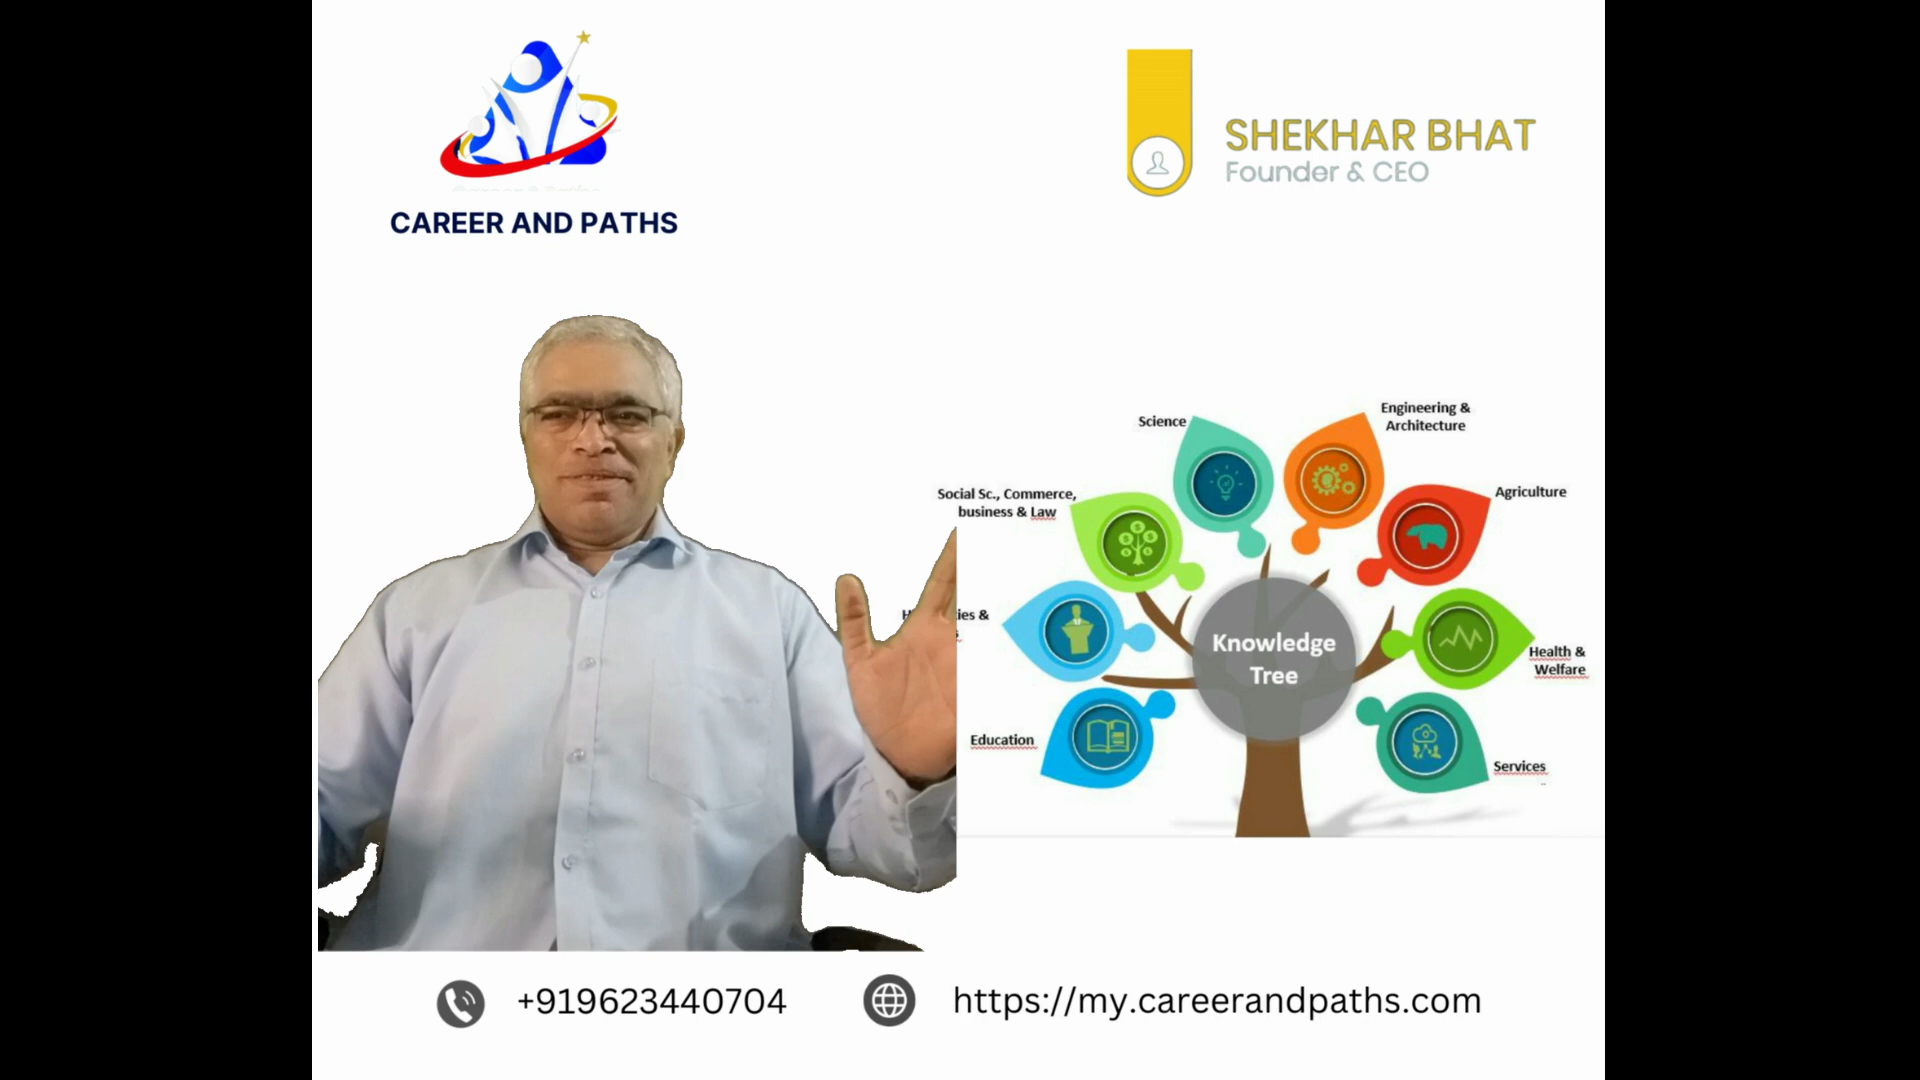 CAREER AND PATHS
SHEKHAR BHAT
Founder & CEO
Science
Engineering &
Architecture
Social Sc., Commerce,
business & Law
Agriculture
&
Knowledge
Tree
Health &
Welfare
Education
Services
+919623440704
https://my.careerandpaths.com